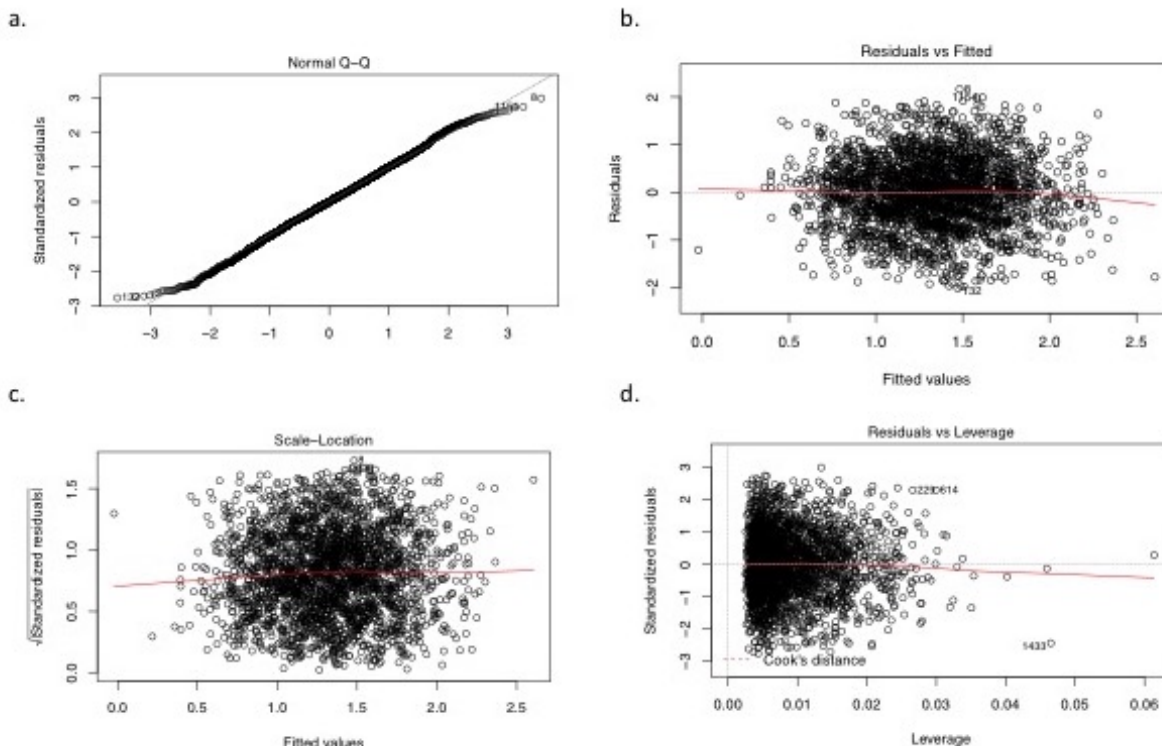 a.
Normal Q-Q
Standardized residuals
3
2
1
0
-1
-2
-3
8
-3 -2 -1 0 1 2 3
b.
Residuals vs Fitted
Residuals
2
1
0
-1
-2
8
132
0.0 0.5 1.0 1.5 2.0 2.5
Fitted values
c.
Scale-Location
√|Standardized residuals|
1.5
1.0
0.5
0.0
0.0 0.5 1.0 1.5 2.0 2.5
Fitted values
d.
Residuals vs Leverage
Standardized residuals
3
2
1
0
-1
-2
-3
614
1433
Cook's distance
0.00 0.01 0.02 0.03 0.04 0.05 0.06
Leverage